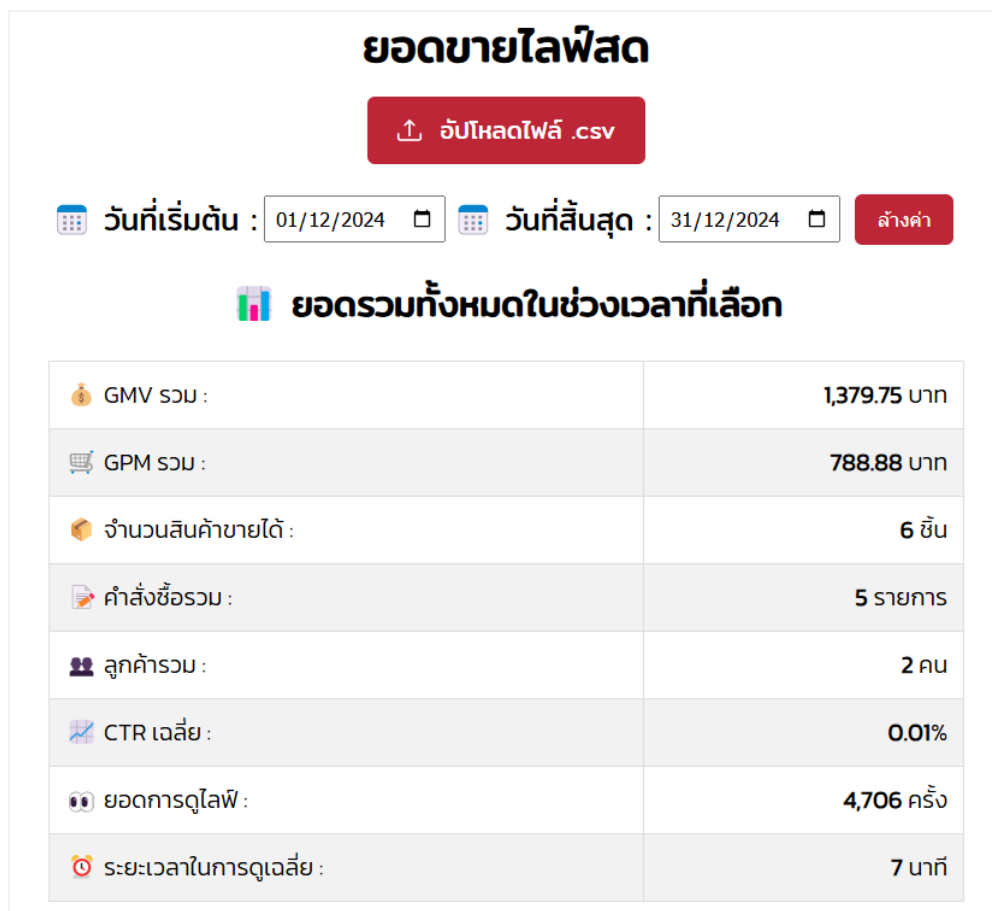 ยอดขายไลฟ์สด
อัปโหลดไฟล์ .csv
วันที่เริ่มต้น : 01/12/2024 วันที่สิ้นสุด : 31/12/2024 ล้างค่า
ยอดรวมทั้งหมดในช่วงเวลาที่เลือก
GMV รวม : 1,379.75 บาท
GPM รวม : 788.88 บาท
จำนวนสินค้าขายได้ : 6 ชิ้น
คำสั่งซื้อรวม : 5 รายการ
ลูกค้ารวม : 2 คน
CTR เฉลี่ย : 0.01%
ยอดการดูไลฟ์ : 4,706 ครั้ง
ระยะเวลาในการดูเฉลี่ย : 7 นาที